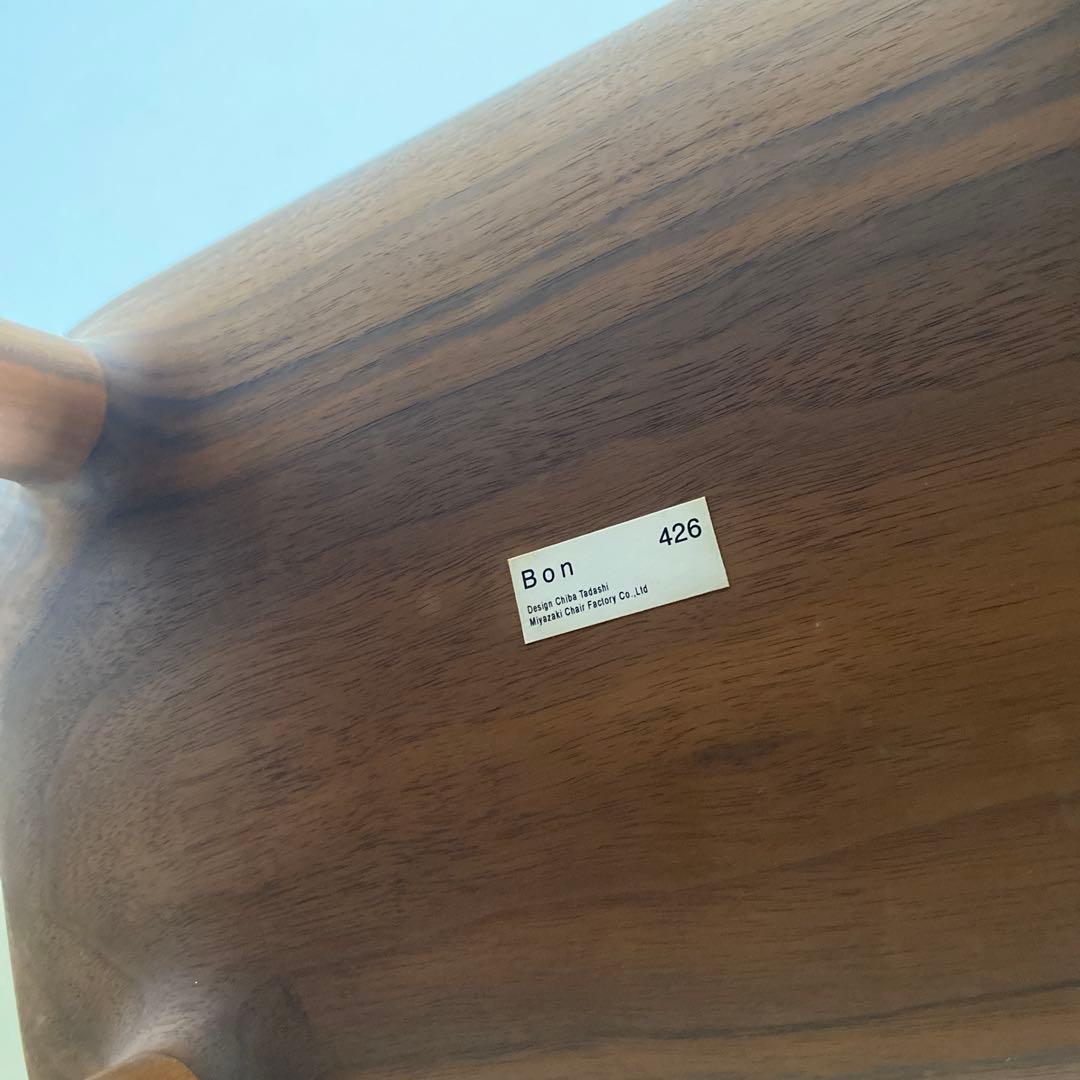 Bon 426
Design Chiba Tadashi
Miyazaki Chair Factory Co.,Ltd